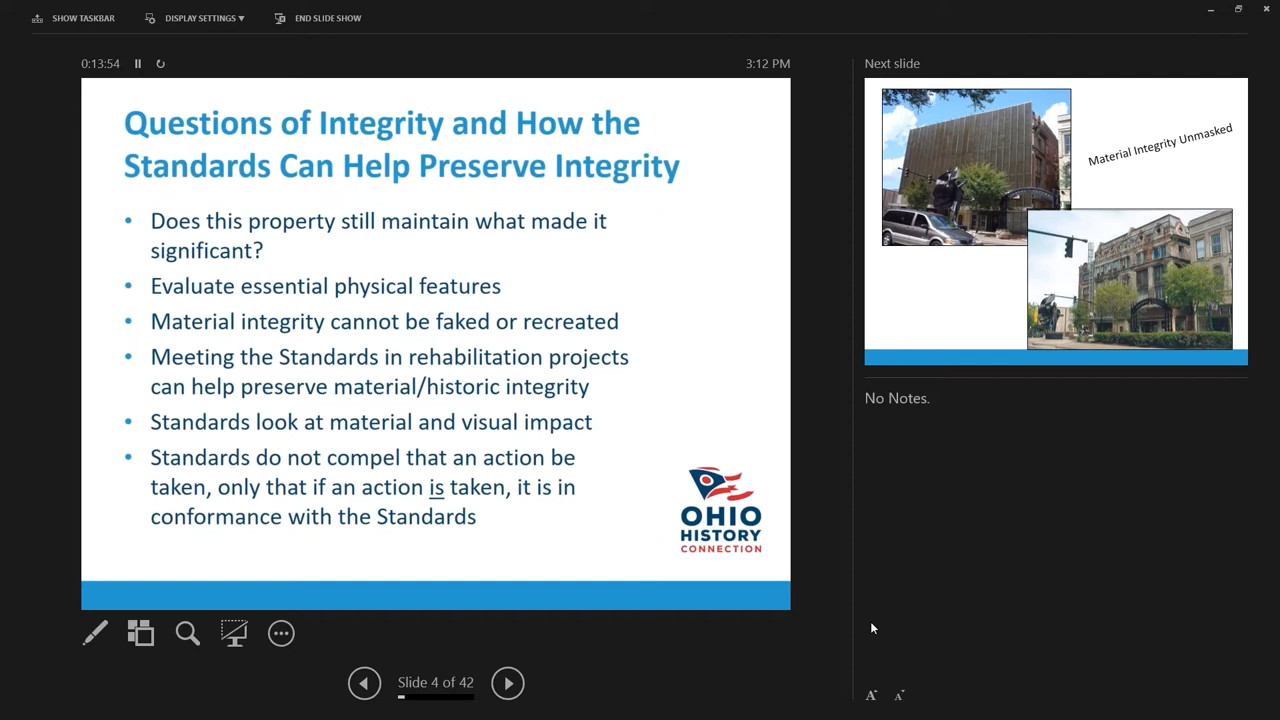 SHOW TASKBAR
DISPLAY SETTINGS ▼
END SLIDE SHOW
0:13:54
3:12 PM
Questions of Integrity and How the
Standards Can Help Preserve Integrity
• Does this property still maintain what made it
significant?
• Evaluate essential physical features
• Material integrity cannot be faked or recreated
• Meeting the Standards in rehabilitation projects
can help preserve material/historic integrity
• Standards look at material and visual impact
• Standards do not compel that an action be
taken, only that if an action is taken, it is in
conformance with the Standards
OHIO
HISTORY
CONNECTION
Slide 4 of 42
Next slide
Material Integrity Unmasked
No Notes.
A
A